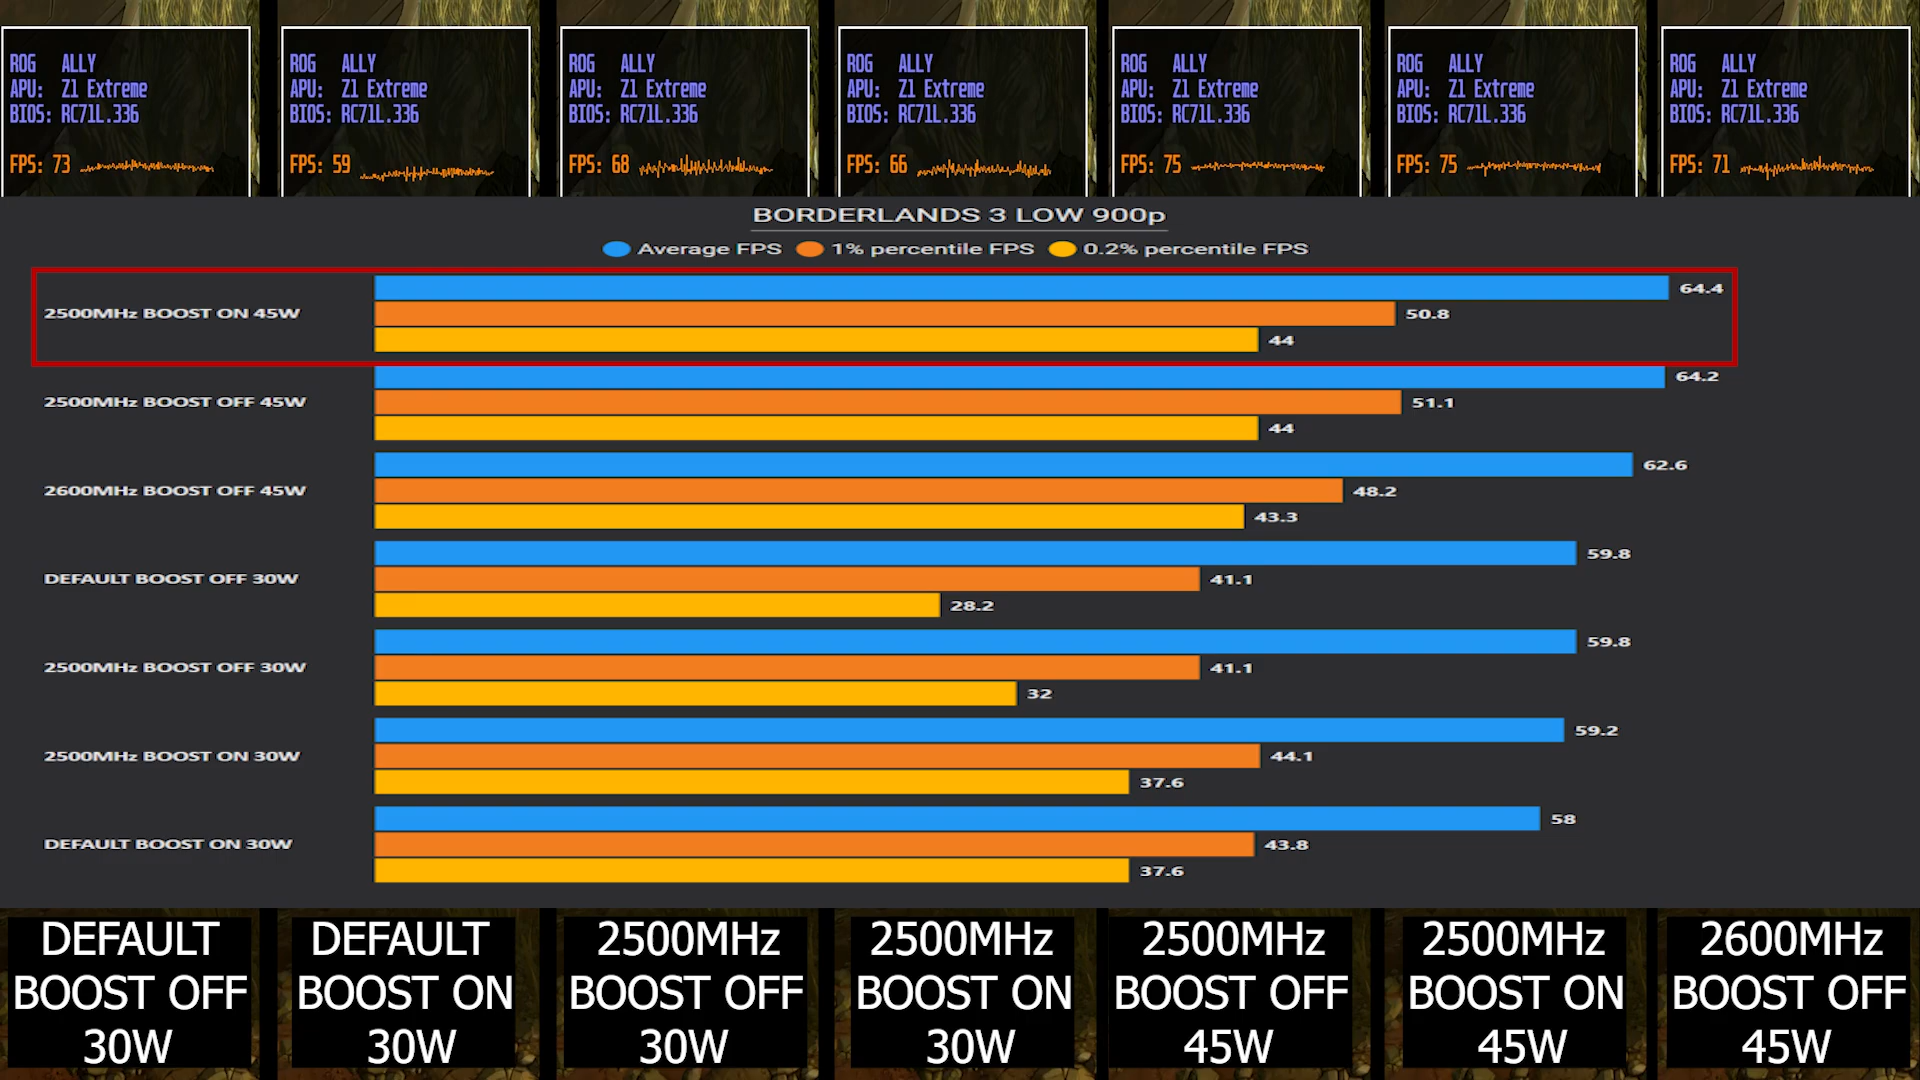 ROG ALLY
APU: Z1 Extreme
BIOS: RC71L.336
FPS: 73
ROG ALLY
APU: Z1 Extreme
BIOS: RC71L.336
FPS: 59
ROG ALLY
APU: Z1 Extreme
BIOS: RC71L.336
FPS: 68
ROG ALLY
APU: Z1 Extreme
BIOS: RC71L.336
FPS: 66
ROG ALLY
APU: Z1 Extreme
BIOS: RC71L.336
FPS: 75
ROG ALLY
APU: Z1 Extreme
BIOS: RC71L.336
FPS: 75
ROG ALLY
APU: Z1 Extreme
BIOS: RC71L.336
FPS: 71
BORDERLANDS 3 LOW 900p
Average FPS 1% percentile FPS 0.2% percentile FPS
2500MHz BOOST ON 45W
64.4
50.8
44
2500MHz BOOST OFF 45W
64.2
51.1
44
2600MHz BOOST OFF 45W
62.6
48.2
43.3
DEFAULT BOOST OFF 30W
59.8
41.1
28.2
2500MHz BOOST OFF 30W
59.8
41.1
32
2500MHz BOOST ON 30W
59.2
44.1
37.6
DEFAULT BOOST ON 30W
58
43.8
37.6
DEFAULT
BOOST OFF
30W
DEFAULT
BOOST ON
30W
2500MHz
BOOST OFF
30W
2500MHz
BOOST ON
30W
2500MHz
BOOST OFF
45W
2500MHz
BOOST ON
45W
2600MHz
BOOST OFF
45W